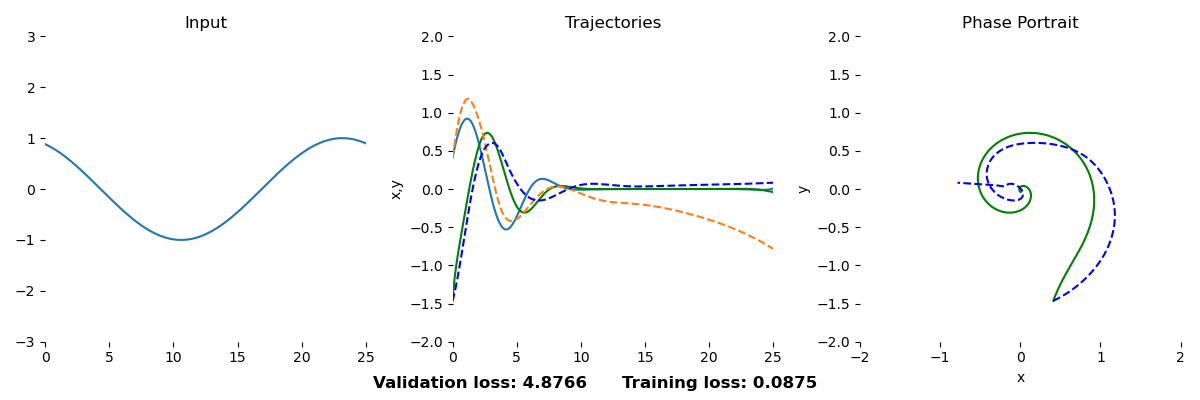 Input
3
2
1
0
−1
−2
−3
0 5 10 15 20 25
Trajectories
x,y
2.0
1.5
1.0
0.5
0.0
−0.5
−1.0
−1.5
−2.0
0 5 10 15 20 25
Phase Portrait
y
2.0
1.5
1.0
0.5
0.0
−0.5
−1.0
−1.5
−2.0
−2 −1 0 1 2
x
Validation loss: 4.8766 Training loss: 0.0875